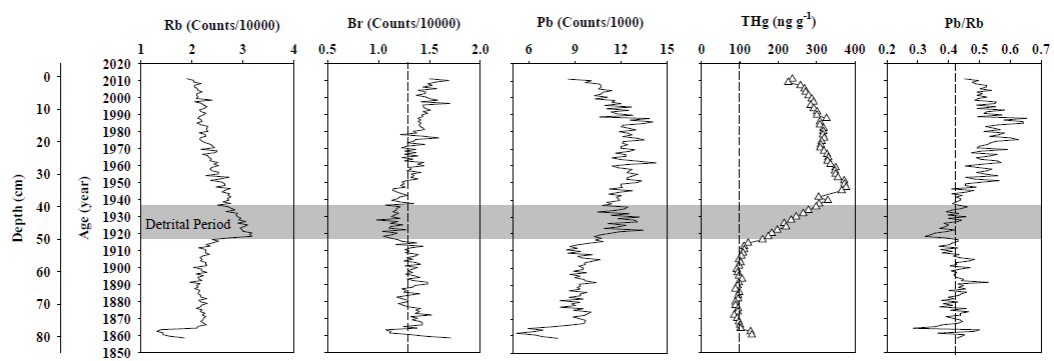 Rb (Counts/10000)
Br (Counts/10000)
Pb (Counts/1000)
THg (ng g-1)
Pb/Rb
1 2 3 4
0.5 1.0 1.5 2.0
6 9 12 15
0 100 200 300 400
0.2 0.3 0.4 0.5 0.6 0.7
Depth (cm)
0
10
20
30
40
50
60
70
80
Age (year)
2020
2010
2000
1990
1980
1970
1960
1950
1940
1930
1920
1910
1900
1890
1880
1870
1860
1850
Detrital Period